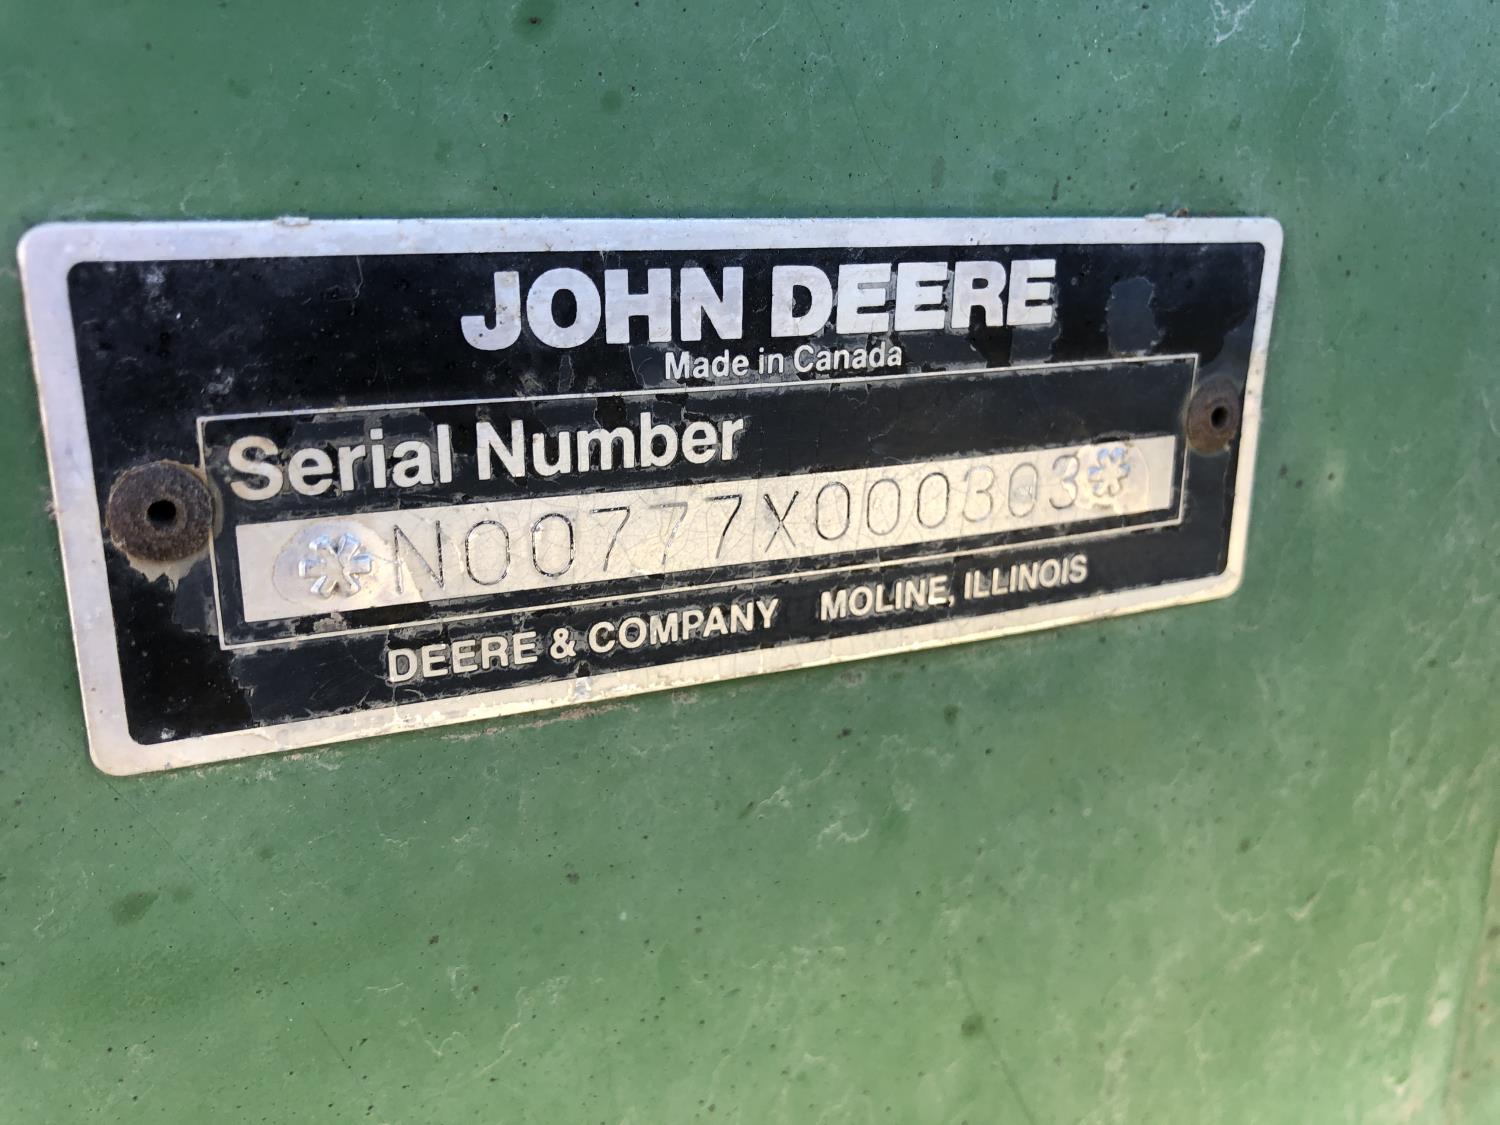 JOHN DEERE
Made in Canada
Serial Number
*N00777X000303*
DEERE & COMPANY MOLINE, ILLINOIS